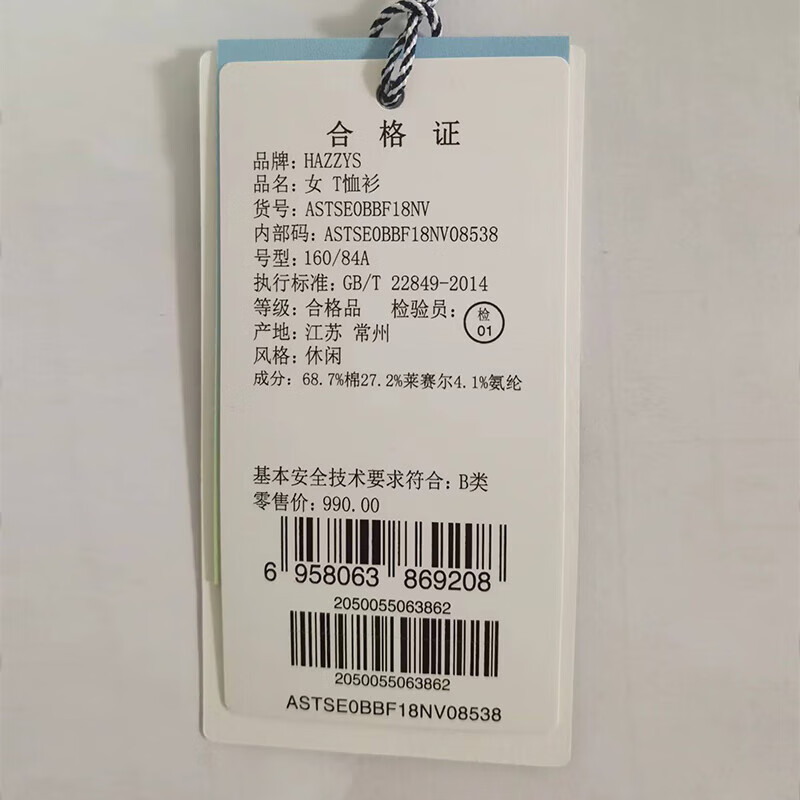 合格证
品牌: HAZZYS
品名: 女 T恤衫
货号: ASTSE0BBF18NV
内部码: ASTSE0BBF18NV08538
号型: 160/84A
执行标准: GB/T 22849-2014
等级: 合格品 检验员: 检 01
产地: 江苏 常州
风格: 休闲
成分: 68.7%棉27.2%莱赛尔4.1%氨纶
基本安全技术要求符合: B类
零售价: 990.00
6 958063 869208
2050055063862
2050055063862
ASTSE0BBF18NV08538